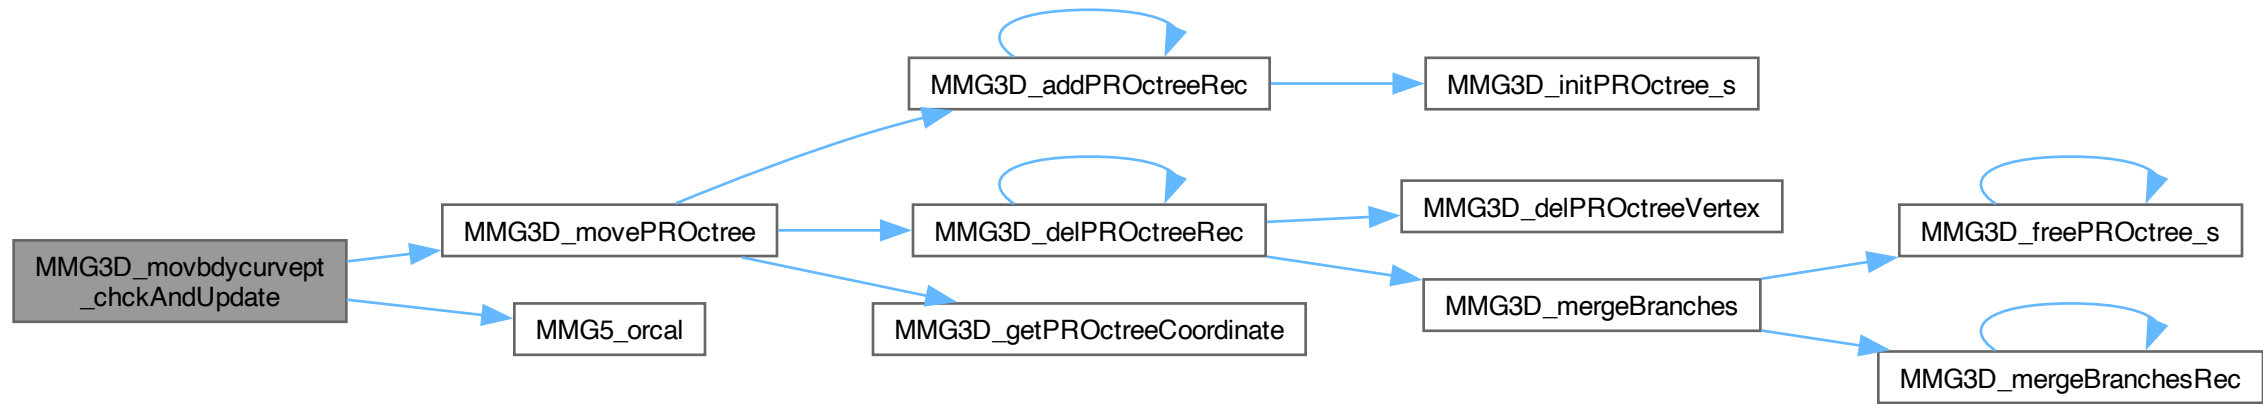 MMG3D_movbdycurvept
_chckAndUpdate
MMG3D_movePROctree
MMG5_orcal
MMG3D_addPROctreeRec
MMG3D_delPROctreeRec
MMG3D_getPROctreeCoordinate
MMG3D_initPROctree_s
MMG3D_delPROctreeVertex
MMG3D_mergeBranches
MMG3D_freePROctree_s
MMG3D_mergeBranchesRec